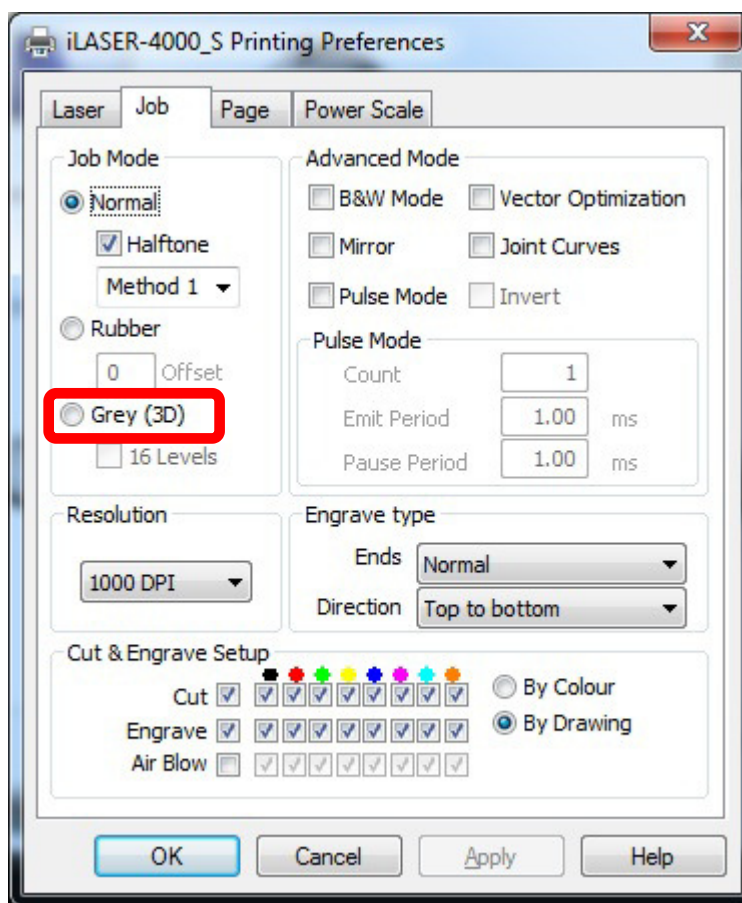 iLASER-4000_S Printing Preferences
Laser Job Page Power Scale
Job Mode
Normal
Halftone
Method 1
Rubber
0 Offset
Grey (3D)
16 Levels
Advanced Mode
B&W Mode Vector Optimization
Mirror Joint Curves
Pulse Mode Invert
Pulse Mode
Count 1
Emit Period 1.00 ms
Pause Period 1.00 ms
Resolution
1000 DPI
Engrave type
Ends Normal
Direction Top to bottom
Cut & Engrave Setup
Cut
Engrave
Air Blow
By Colour
By Drawing
OK Cancel Apply Help